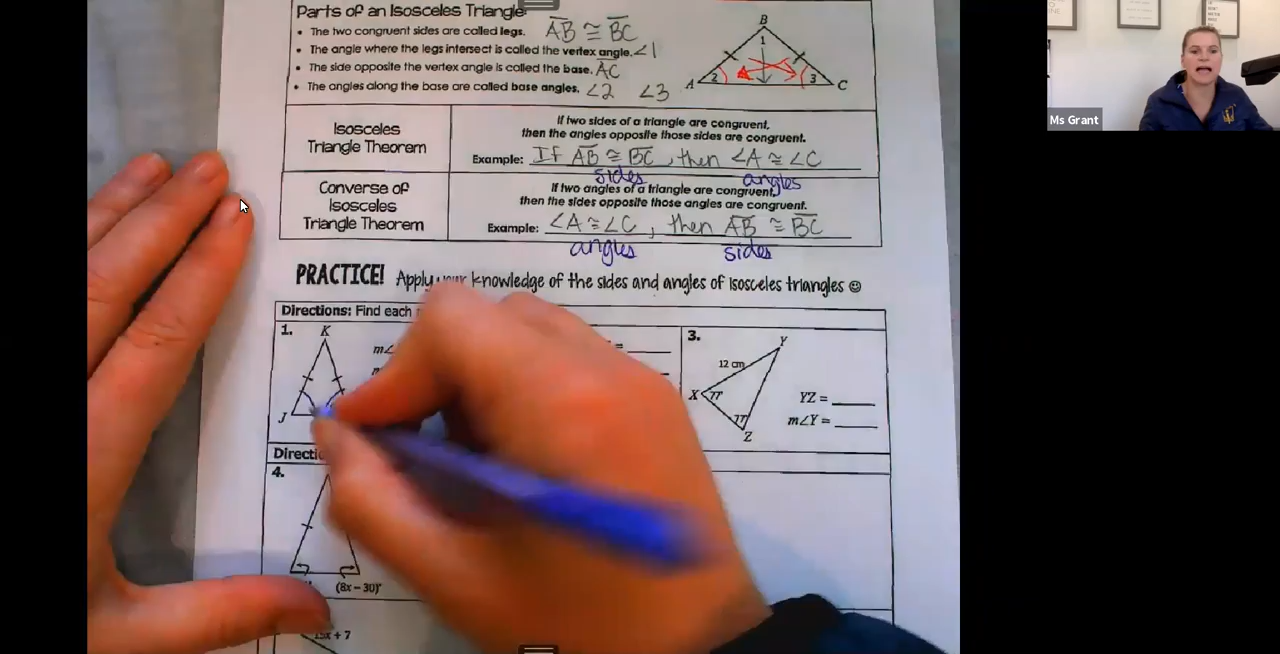 Parts of an Isosceles Triangle
• The two congruent sides are called legs. AB ≅ BC
• The angle where the legs intersect is called the vertex angle. ∠1
• The side opposite the vertex angle is called the base. AC
• The angles along the base are called base angles. ∠2 ∠3
B
1
A 2 3 C
Isosceles
Triangle Theorem
If two sides of a triangle are congruent,
then the angles opposite those sides are congruent.
Example: If AB ≅ BC, then ∠A ≅ ∠C
sides angles
Converse of
Isosceles
Triangle Theorem
If two angles of a triangle are congruent,
then the sides opposite those angles are congruent.
Example: ∠A ≅ ∠C, then AB ≅ BC
angles sides
PRACTICE! Apply your knowledge of the sides and angles of isosceles triangles ☺
Directions: Find each
1. K
J
m∠
3. Y
12 cm
X 77°
77°
Z
YZ = ____
m∠Y = ____
4.
(8x − 30)°
+ 7
Ms Grant